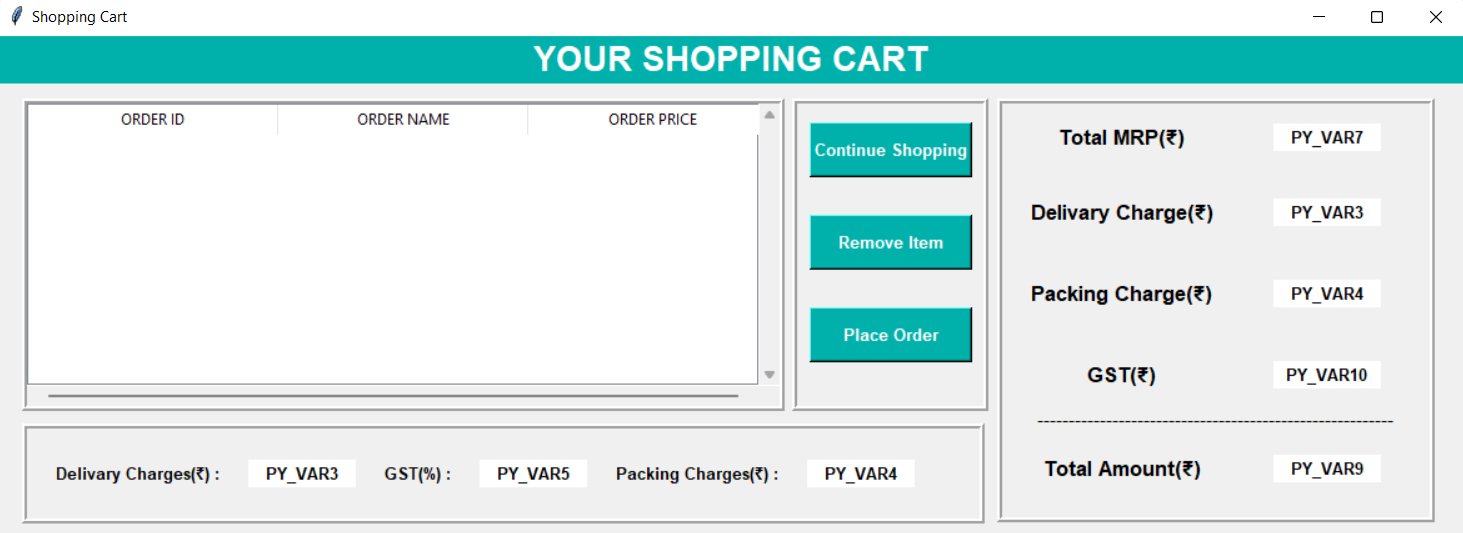 Shopping Cart
YOUR SHOPPING CART
ORDER ID ORDER NAME ORDER PRICE
Continue Shopping
Remove Item
Place Order
Total MRP(₹) PY_VAR7
Delivary Charge(₹) PY_VAR3
Packing Charge(₹) PY_VAR4
GST(₹) PY_VAR10
------------------------------------------------------------
Total Amount(₹) PY_VAR9
Delivary Charges(₹) : PY_VAR3 GST(%) : PY_VAR5 Packing Charges(₹) : PY_VAR4